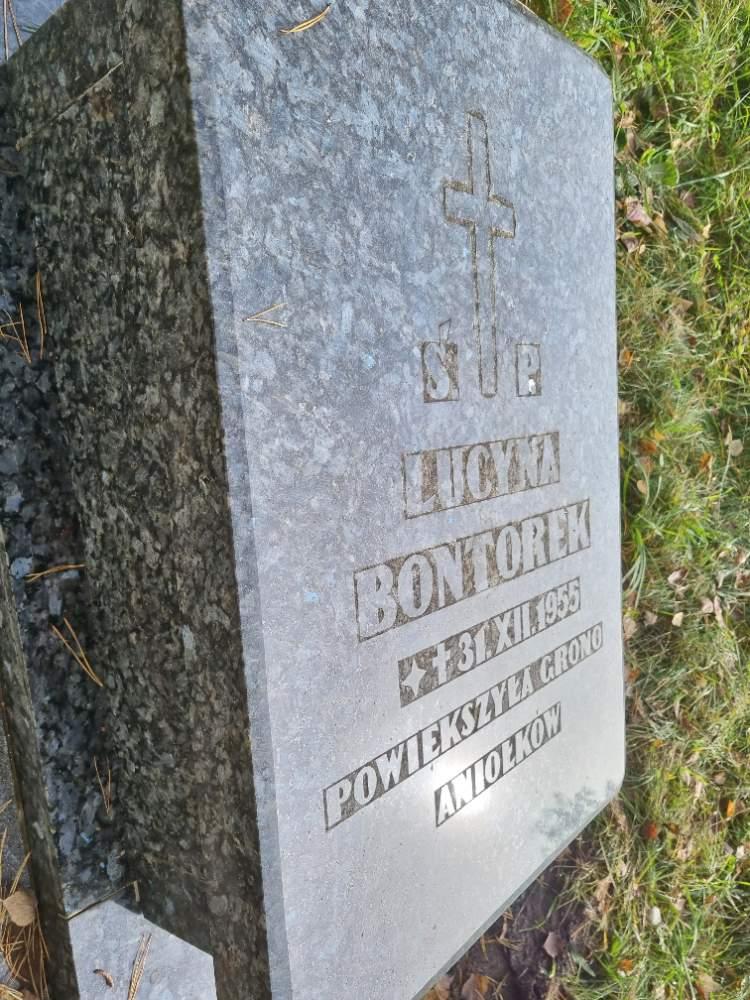 Ś P
LUCYNA
BONTOREK
✦ † 31.XII.1955
POWIEKSZYŁA GRONO
ANIOŁKÓW